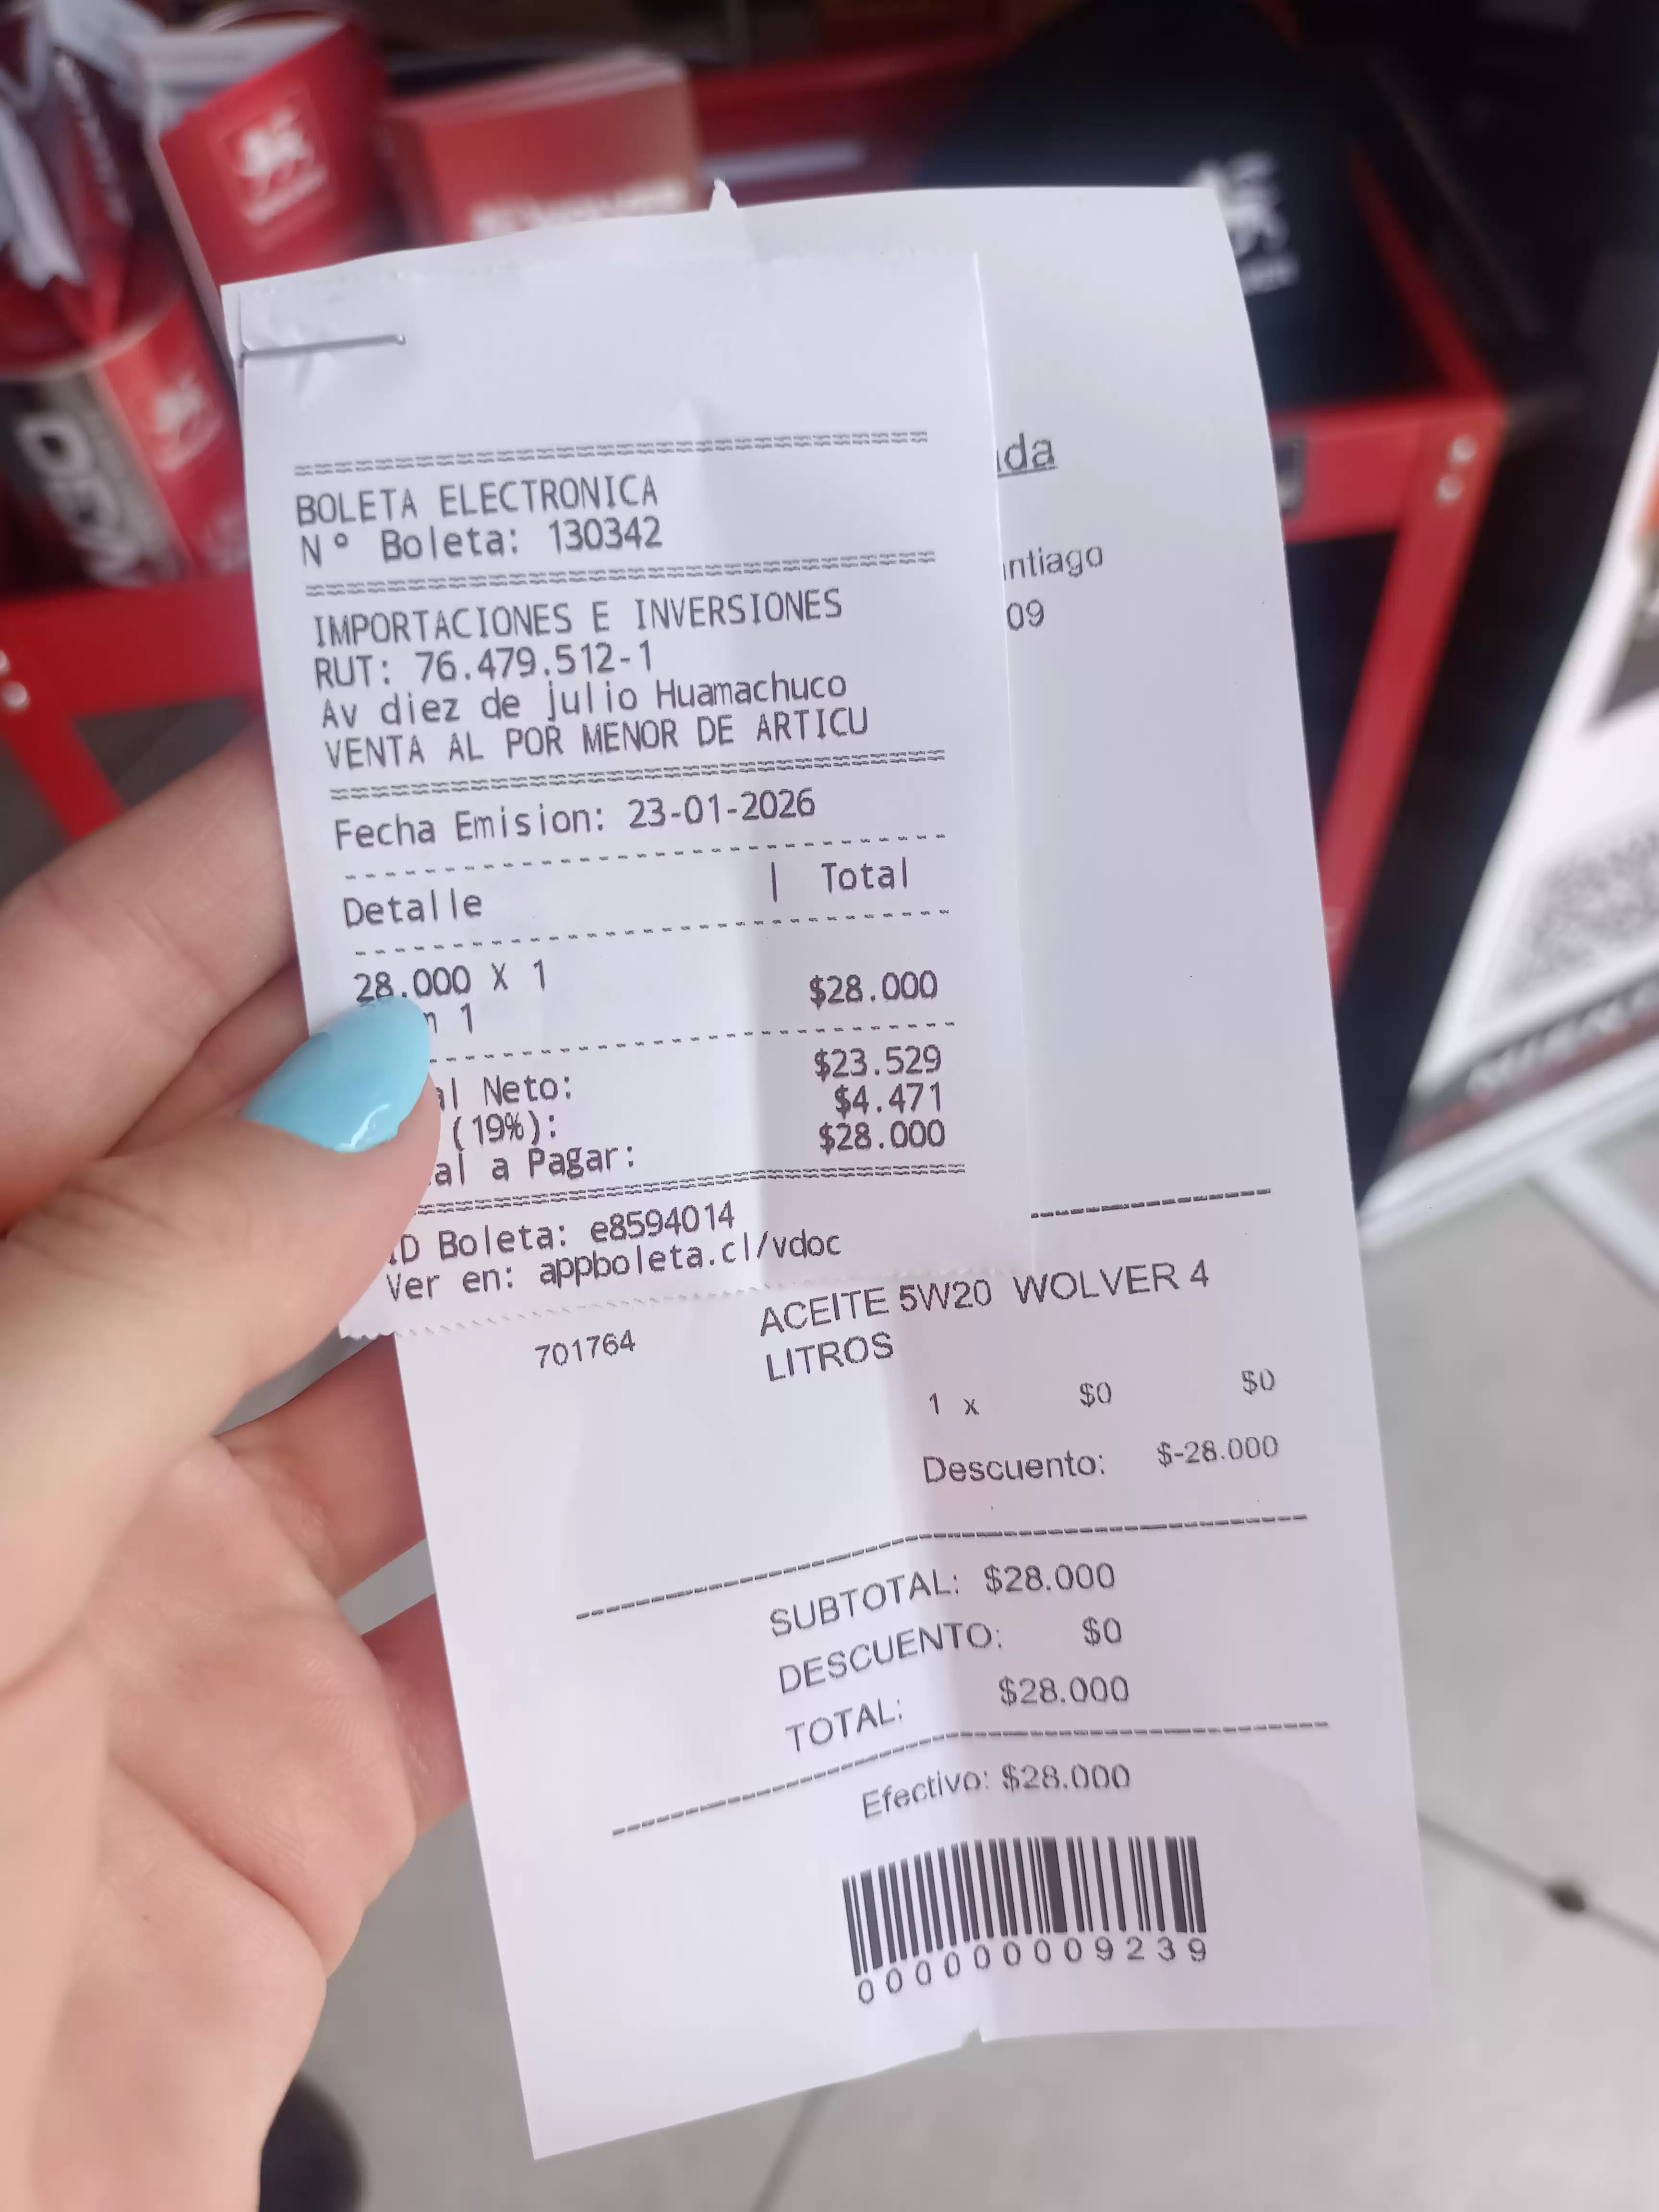 ==============================
BOLETA ELECTRONICA
N° Boleta: 130342
==============================
IMPORTACIONES E INVERSIONES
RUT: 76.479.512-1
Av diez de julio Huamachuco
VENTA AL POR MENOR DE ARTICU
==============================
Fecha Emision: 23-01-2026
------------------------------
Detalle | Total
------------------------------
28.000 X 1 $28.000
1
------------------------------
Neto: $23.529
(19%): $4.471
a Pagar: $28.000
==============================
ID Boleta: e8594014
Ver en: appboleta.cl/vdoc
09
701764 ACEITE 5W20 WOLVER 4
LITROS
1 x $0 $0
Descuento: $-28.000
SUBTOTAL: $28.000
DESCUENTO: $0
TOTAL: $28.000
Efectivo: $28.000
000000009239